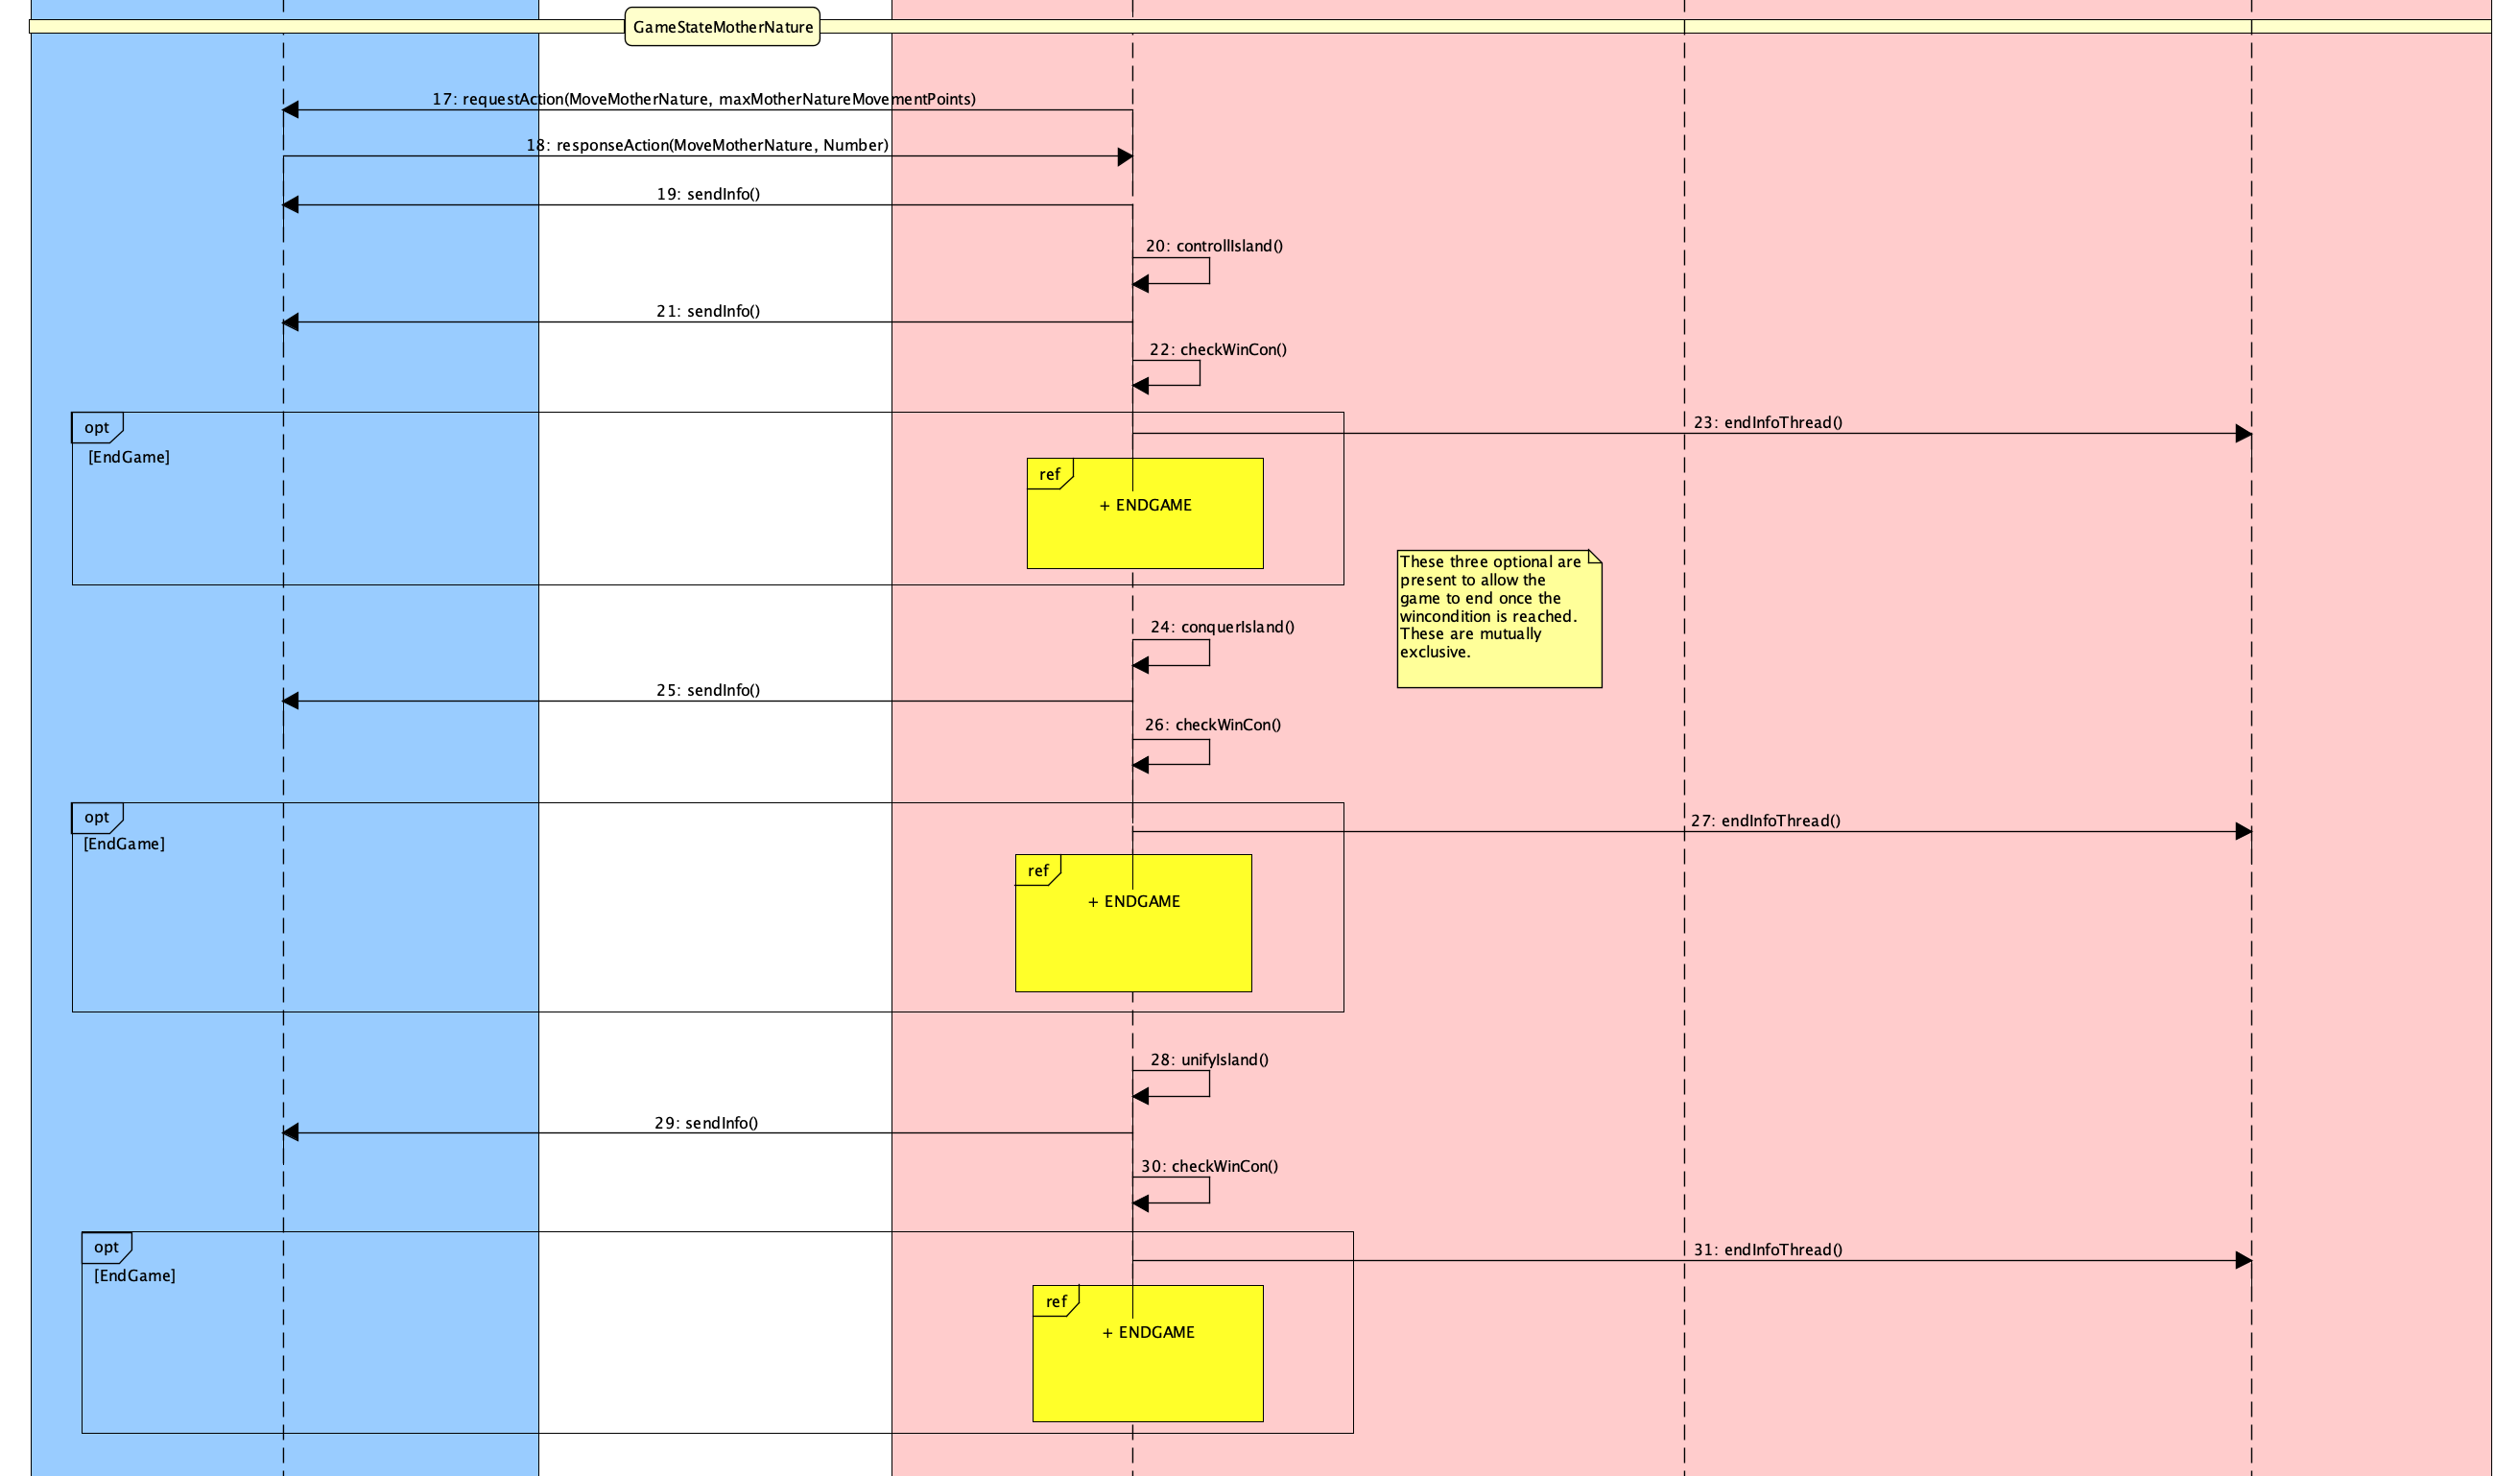 GameStateMotherNature
17: requestAction(MoveMotherNature, maxMotherNatureMovementPoints)
18: responseAction(MoveMotherNature, Number)
19: sendInfo()
20: controllIsland()
21: sendInfo()
22: checkWinCon()
opt
23: endInfoThread()
[EndGame]
ref
+ ENDGAME
These three optional are
present to allow the
game to end once the
wincondition is reached.
These are mutually
exclusive.
24: conquerIsland()
25: sendInfo()
26: checkWinCon()
opt
27: endInfoThread()
[EndGame]
ref
+ ENDGAME
28: unifyIsland()
29: sendInfo()
30: checkWinCon()
opt
31: endInfoThread()
[EndGame]
ref
+ ENDGAME